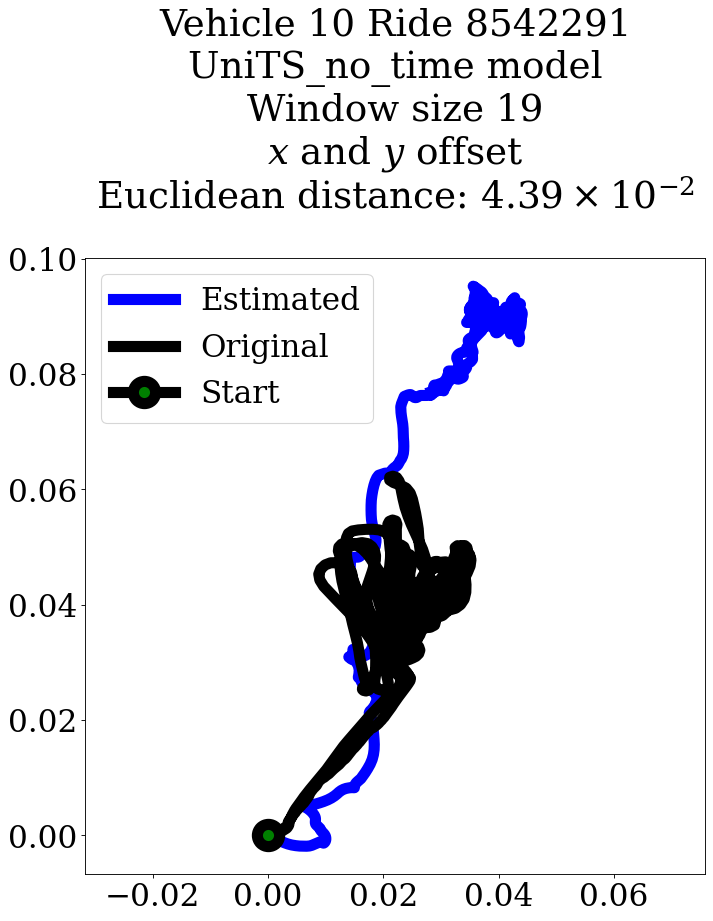 Vehicle 10 Ride 8542291
UniTS_no_time model
Window size 19
x and y offset
Euclidean distance: 4.39 × 10⁻²
Estimated
Original
Start
0.10
0.08
0.06
0.04
0.02
0.00
−0.02 0.00 0.02 0.04 0.06